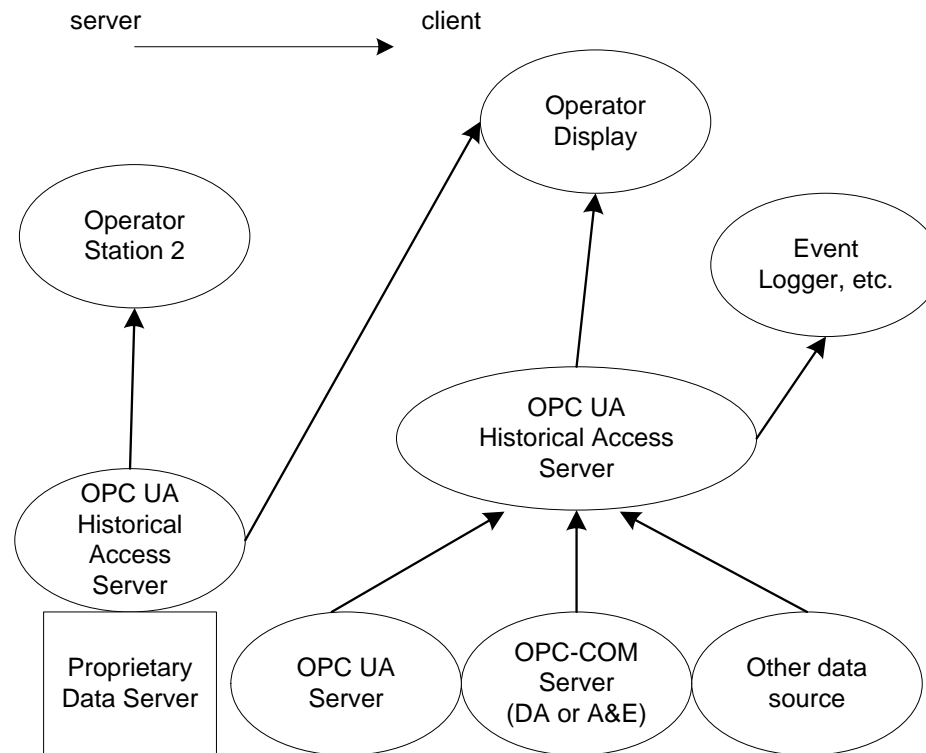 server
client
Operator
Display
Operator
Station 2
Event
Logger, etc.
OPC UA
Historical Access
Server
OPC UA
Historical
Access
Server
Proprietary
Data Server
OPC UA
Server
OPC-COM
Server
(DA or A&E)
Other data
source